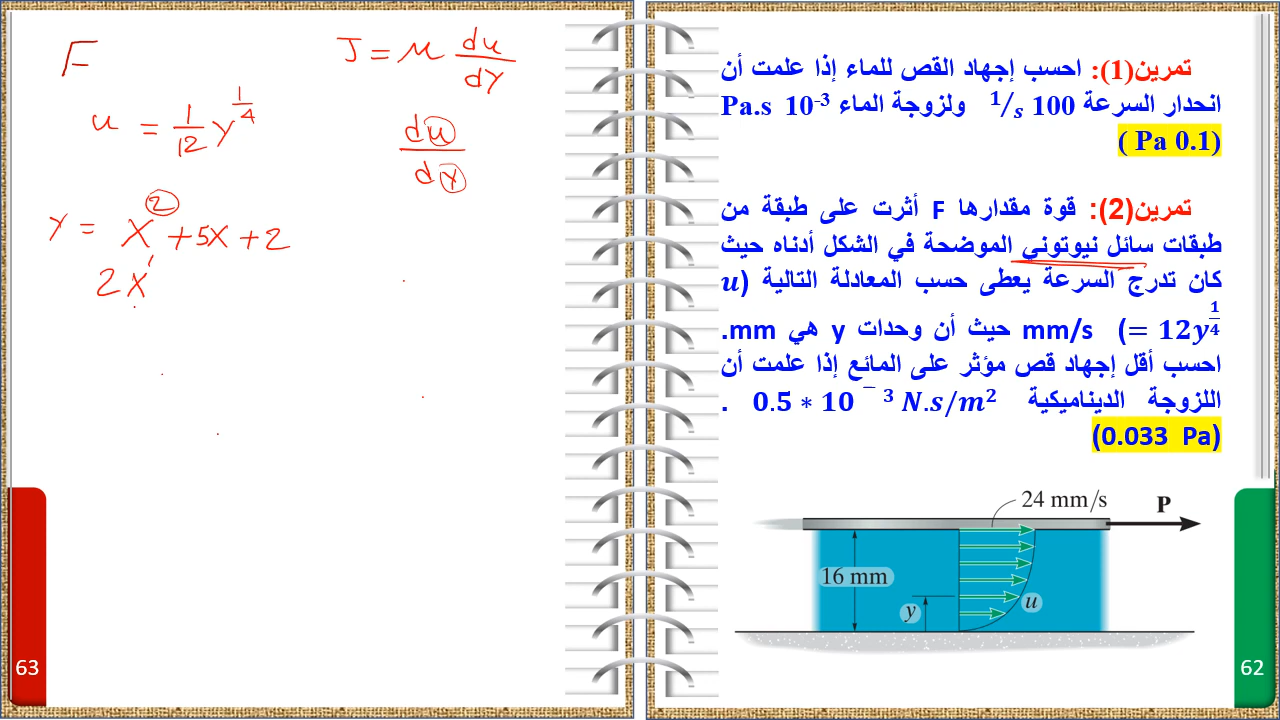 F
J = μ du/dy
u = 1/12 y^1/4
du/dy
y = x² + 5x + 2
2x'
63
تمرين(1): احسب إجهاد القص للماء إذا علمت أن
انحدار السرعة 100 1/s ولزوجة الماء 10⁻³ Pa.s
(0.1 Pa )
تمرين(2): قوة مقدارها F أثرت على طبقة من
طبقات سائل نيوتوني الموضحة في الشكل أدناه حيث
كان تدرج السرعة يعطى حسب المعادلة التالية (u
= 12y^1/4) mm/s حيث أن وحدات y هي mm.
احسب أقل إجهاد قص مؤثر على المائع إذا علمت أن
اللزوجة الديناميكية 0.5 * 10⁻³ N.s/m² .
(0.033 Pa)
24 mm/s
P
16 mm
y
u
62